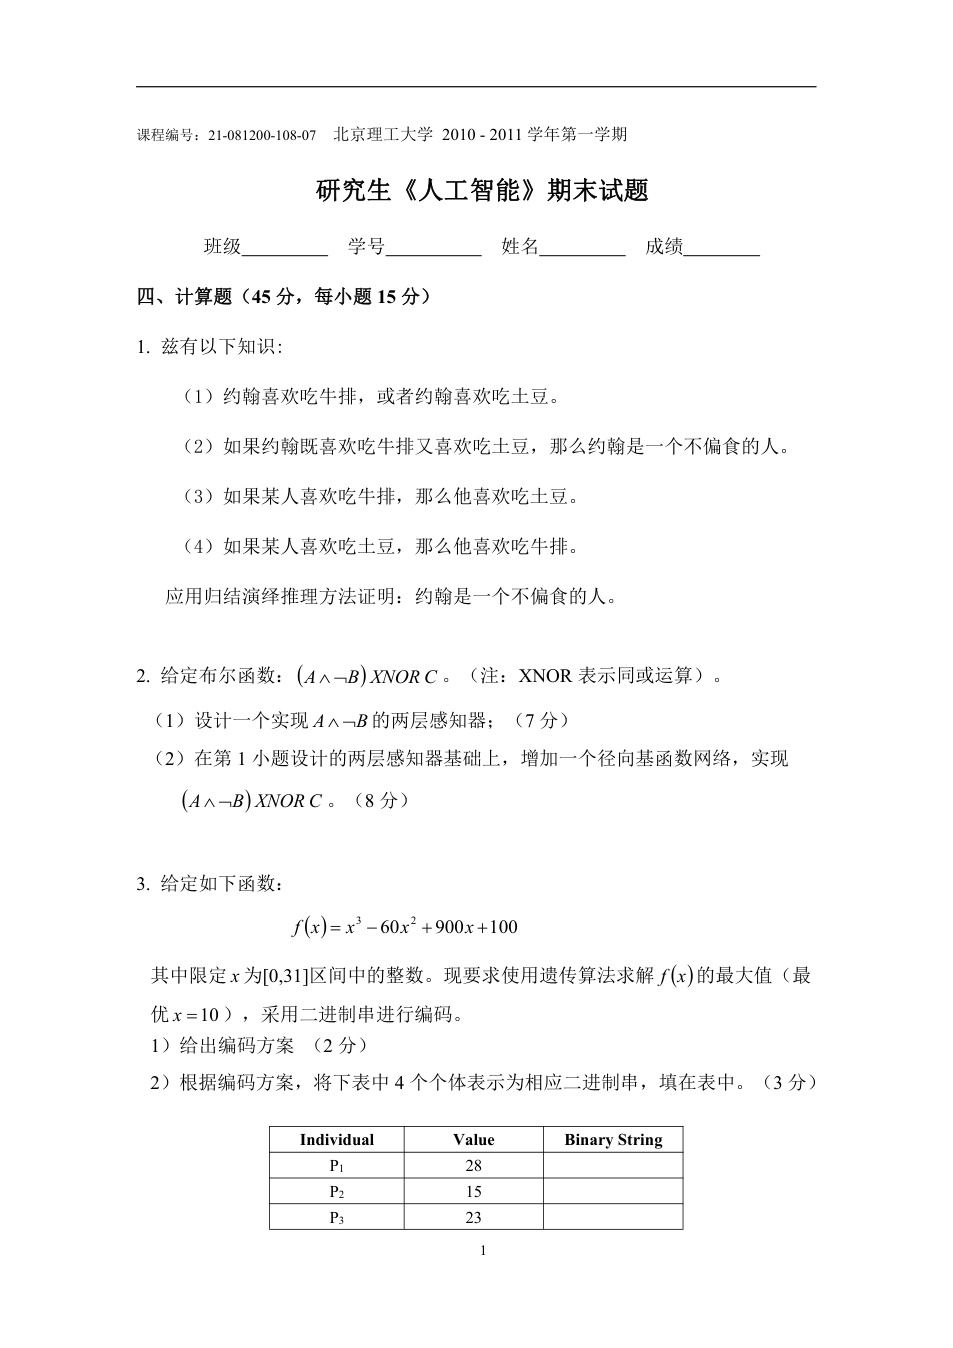 课程编号：21-081200-108-07 北京理工大学 2010 - 2011 学年第一学期
研究生《人工智能》期末试题
班级_________ 学号__________ 姓名_________ 成绩________
四、计算题（45 分，每小题 15 分）
1. 兹有以下知识:
（1）约翰喜欢吃牛排，或者约翰喜欢吃土豆。
（2）如果约翰既喜欢吃牛排又喜欢吃土豆，那么约翰是一个不偏食的人。
（3）如果某人喜欢吃牛排，那么他喜欢吃土豆。
（4）如果某人喜欢吃土豆，那么他喜欢吃牛排。
应用归结演绎推理方法证明：约翰是一个不偏食的人。
2. 给定布尔函数：(A∧¬B) XNOR C 。（注：XNOR 表示同或运算）。
（1）设计一个实现 A∧¬B 的两层感知器；（7 分）
（2）在第 1 小题设计的两层感知器基础上，增加一个径向基函数网络，实现
(A∧¬B) XNOR C 。（8 分）
3. 给定如下函数：
f(x) = x³ − 60x² + 900x + 100
其中限定 x 为[0,31]区间中的整数。现要求使用遗传算法求解 f(x) 的最大值（最
优 x = 10 ），采用二进制串进行编码。
1）给出编码方案 （2 分）
2）根据编码方案，将下表中 4 个个体表示为相应二进制串，填在表中。（3 分）
Individual Value Binary String
P1 28
P2 15
P3 23
1